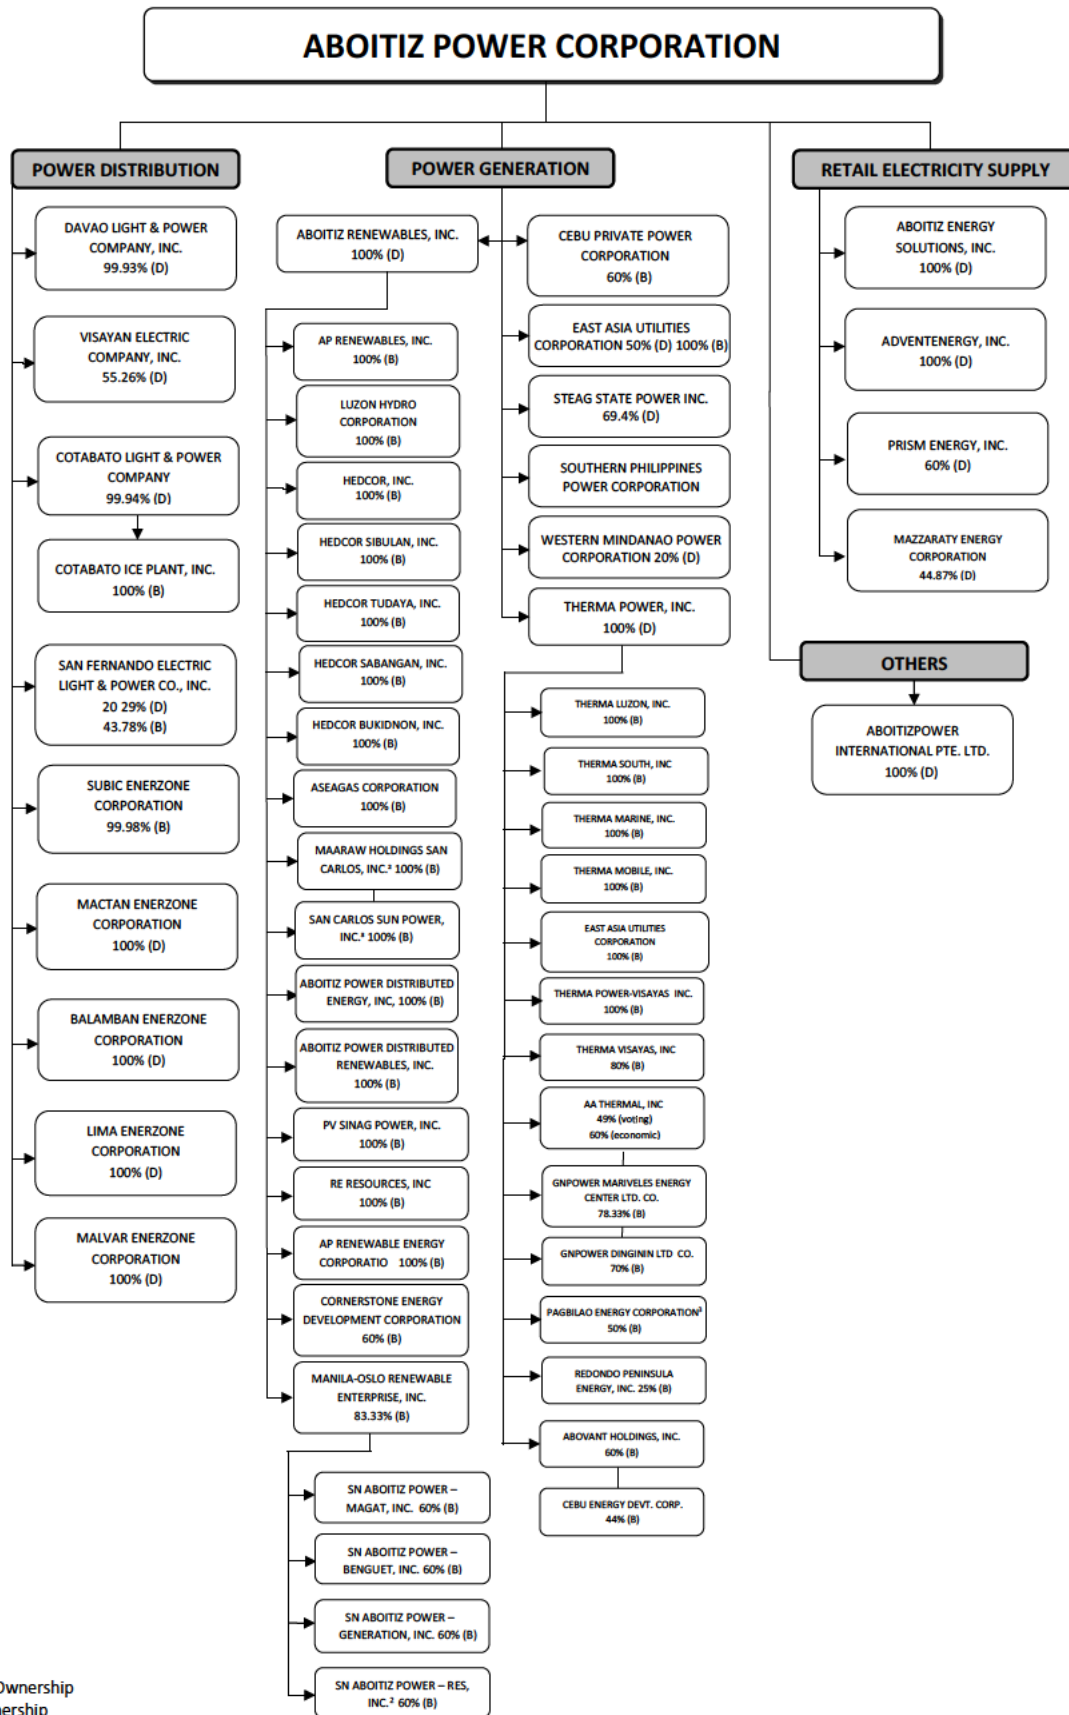 ABOITIZ POWER CORPORATION
POWER DISTRIBUTION
DAVAO LIGHT & POWER
COMPANY, INC.
99.93% (D)
VISAYAN ELECTRIC
COMPANY, INC.
55.26% (D)
COTABATO LIGHT & POWER
COMPANY
99.94% (D)
COTABATO ICE PLANT, INC.
100% (B)
SAN FERNANDO ELECTRIC
LIGHT & POWER CO., INC.
20 29% (D)
43.78% (B)
SUBIC ENERZONE
CORPORATION
99.98% (B)
MACTAN ENERZONE
CORPORATION
100% (D)
BALAMBAN ENERZONE
CORPORATION
100% (D)
LIMA ENERZONE
CORPORATION
100% (D)
MALVAR ENERZONE
CORPORATION
100% (D)
POWER GENERATION
ABOITIZ RENEWABLES, INC.
100% (D)
AP RENEWABLES, INC.
100% (B)
LUZON HYDRO
CORPORATION
100% (B)
HEDCOR, INC.
100% (B)
HEDCOR SIBULAN, INC.
100% (B)
HEDCOR TUDAYA, INC.
100% (B)
HEDCOR SABANGAN, INC.
100% (B)
HEDCOR BUKIDNON, INC.
100% (B)
ASEAGAS CORPORATION
100% (B)
MAARAW HOLDINGS SAN
CARLOS, INC.² 100% (B)
SAN CARLOS SUN POWER,
INC.² 100% (B)
ABOITIZ POWER DISTRIBUTED
ENERGY, INC, 100% (B)
ABOITIZ POWER DISTRIBUTED
RENEWABLES, INC.
100% (B)
PV SINAG POWER, INC.
100% (B)
RE RESOURCES, INC
100% (B)
AP RENEWABLE ENERGY
CORPORATIO 100% (B)
CORNERSTONE ENERGY
DEVELOPMENT CORPORATION
60% (B)
MANILA-OSLO RENEWABLE
ENTERPRISE, INC.
83.33% (B)
SN ABOITIZ POWER –
MAGAT, INC. 60% (B)
SN ABOITIZ POWER –
BENGUET, INC. 60% (B)
SN ABOITIZ POWER –
GENERATION, INC. 60% (B)
SN ABOITIZ POWER – RES,
INC.² 60% (B)
CEBU PRIVATE POWER
CORPORATION
60% (B)
EAST ASIA UTILITIES
CORPORATION 50% (D) 100% (B)
STEAG STATE POWER INC.
69.4% (D)
SOUTHERN PHILIPPINES
POWER CORPORATION
WESTERN MINDANAO POWER
CORPORATION 20% (D)
THERMA POWER, INC.
100% (D)
THERMA LUZON, INC.
100% (B)
THERMA SOUTH, INC
100% (B)
THERMA MARINE, INC.
100% (B)
THERMA MOBILE, INC.
100% (B)
EAST ASIA UTILITIES
CORPORATION
100% (B)
THERMA POWER-VISAYAS INC.
100% (B)
THERMA VISAYAS, INC
80% (B)
AA THERMAL, INC
49% (voting)
60% (economic)
GNPOWER MARIVELES ENERGY
CENTER LTD. CO.
78.33% (B)
GNPOWER DINGININ LTD CO.
70% (B)
PAGBILAO ENERGY CORPORATION³
50% (B)
REDONDO PENINSULA
ENERGY, INC. 25% (B)
ABOVANT HOLDINGS, INC.
60% (B)
CEBU ENERGY DEVT. CORP.
44% (B)
RETAIL ELECTRICITY SUPPLY
ABOITIZ ENERGY
SOLUTIONS, INC.
100% (D)
ADVENTENERGY, INC.
100% (D)
PRISM ENERGY, INC.
60% (D)
MAZZARATY ENERGY
CORPORATION
44.87% (D)
OTHERS
ABOITIZPOWER
INTERNATIONAL PTE. LTD.
100% (D)
Ownership
nership